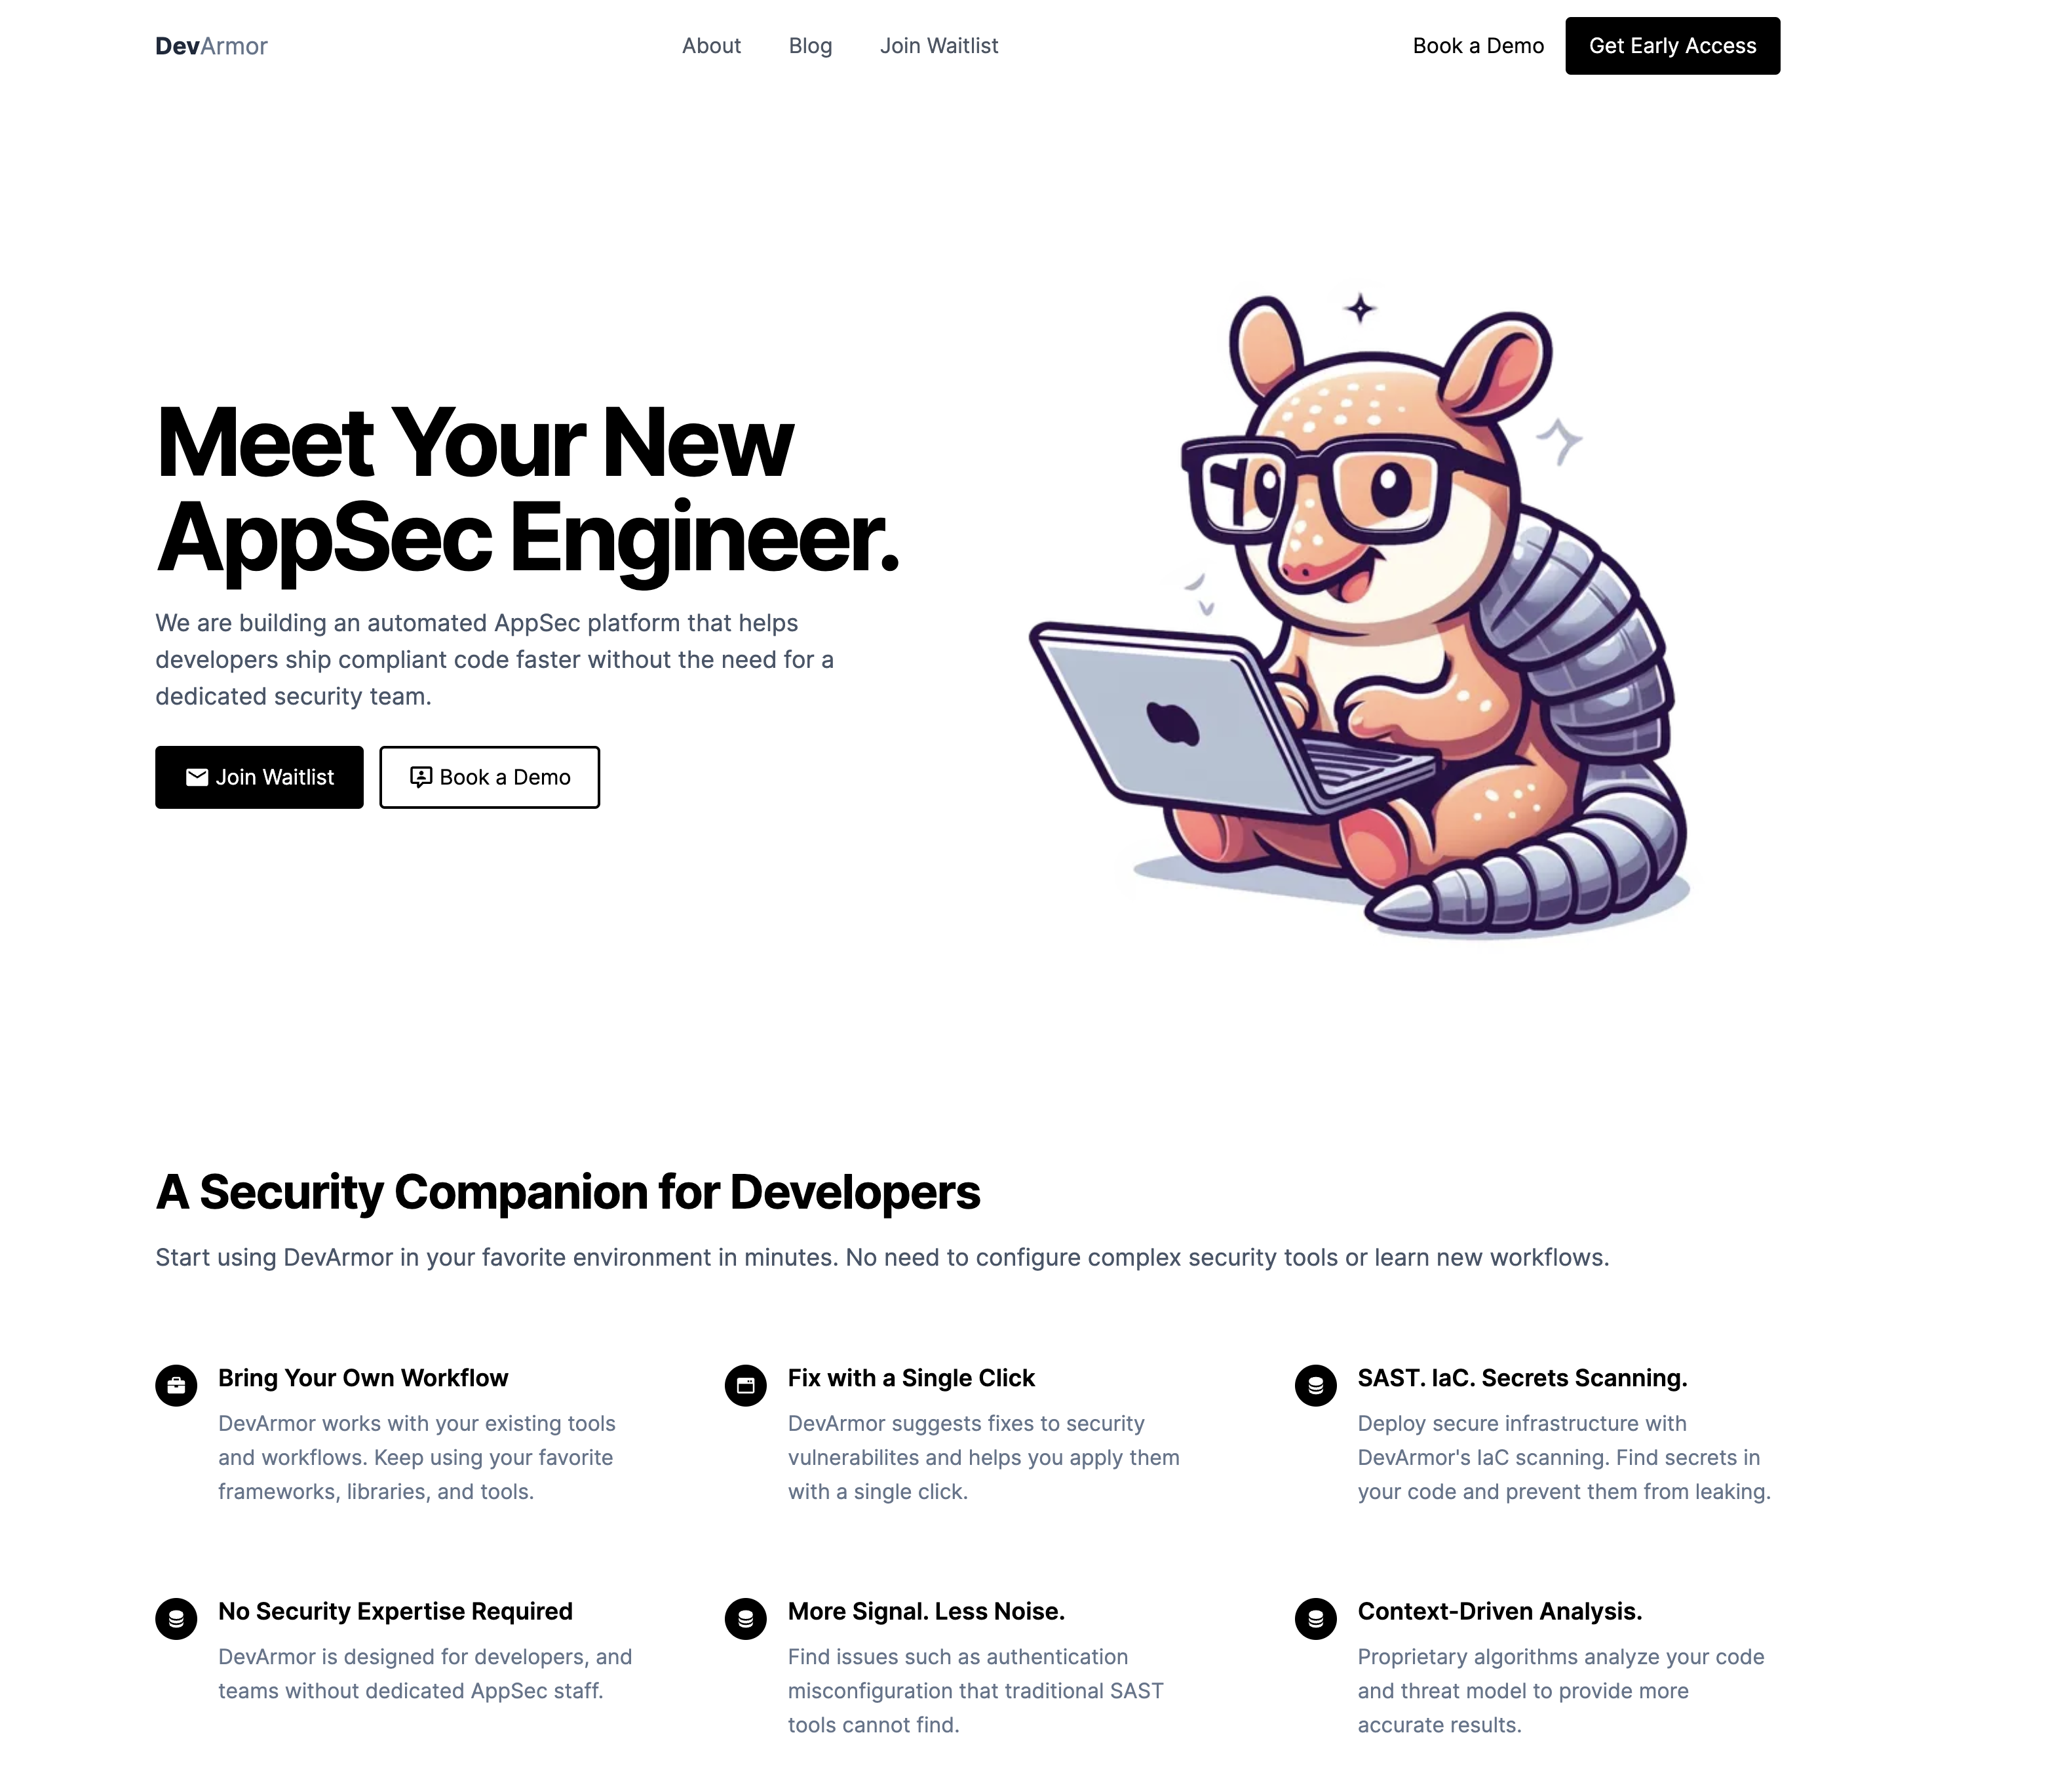 DevArmor
About Blog Join Waitlist
Book a Demo Get Early Access
Meet Your New
AppSec Engineer.
We are building an automated AppSec platform that helps
developers ship compliant code faster without the need for a
dedicated security team.
Join Waitlist Book a Demo
A Security Companion for Developers
Start using DevArmor in your favorite environment in minutes. No need to configure complex security tools or learn new workflows.
Bring Your Own Workflow
DevArmor works with your existing tools
and workflows. Keep using your favorite
frameworks, libraries, and tools.
Fix with a Single Click
DevArmor suggests fixes to security
vulnerabilites and helps you apply them
with a single click.
SAST. IaC. Secrets Scanning.
Deploy secure infrastructure with
DevArmor's IaC scanning. Find secrets in
your code and prevent them from leaking.
No Security Expertise Required
DevArmor is designed for developers, and
teams without dedicated AppSec staff.
More Signal. Less Noise.
Find issues such as authentication
misconfiguration that traditional SAST
tools cannot find.
Context-Driven Analysis.
Proprietary algorithms analyze your code
and threat model to provide more
accurate results.